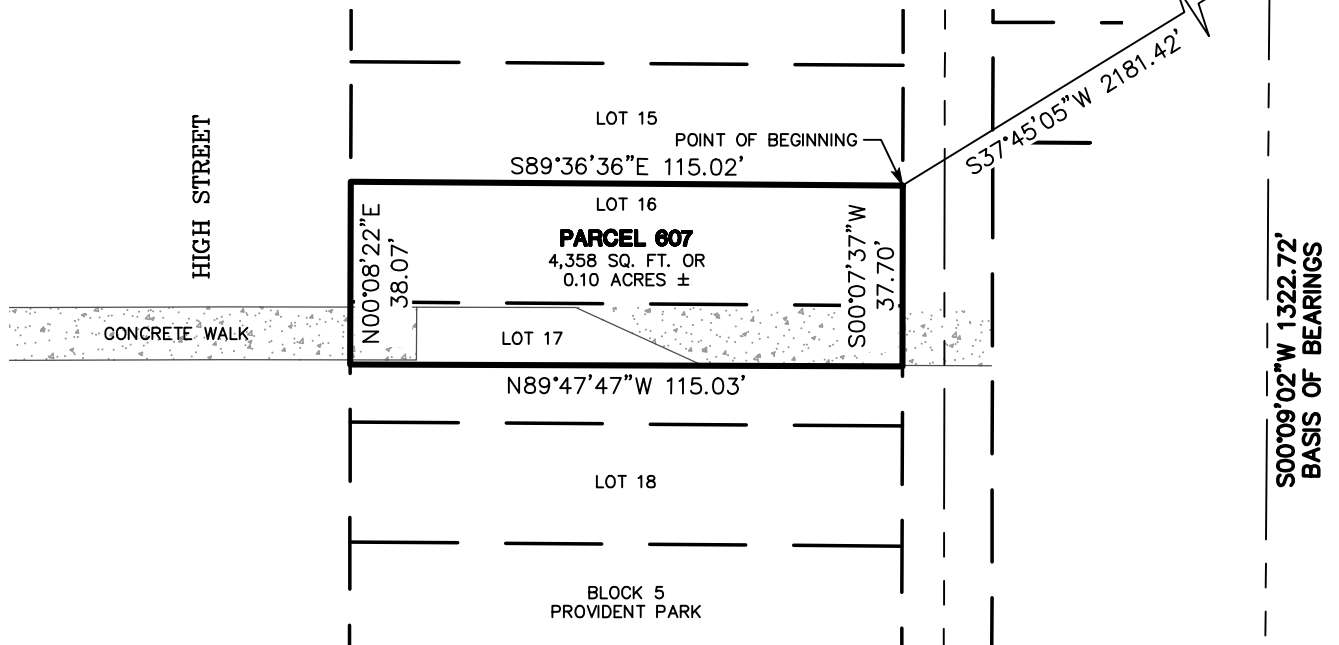 S37°45'05"W 2181.42'
LOT 15
POINT OF BEGINNING
HIGH STREET
S89°36'36"E 115.02'
LOT 16
PARCEL 607
4,358 SQ. FT. OR
0.10 ACRES ±
N00°08'22"E
38.07'
S00°07'37"W
37.70'
CONCRETE WALK
LOT 17
N89°47'47"W 115.03'
S00°09'02"W 1322.72'
BASIS OF BEARINGS
LOT 18
BLOCK 5
PROVIDENT PARK